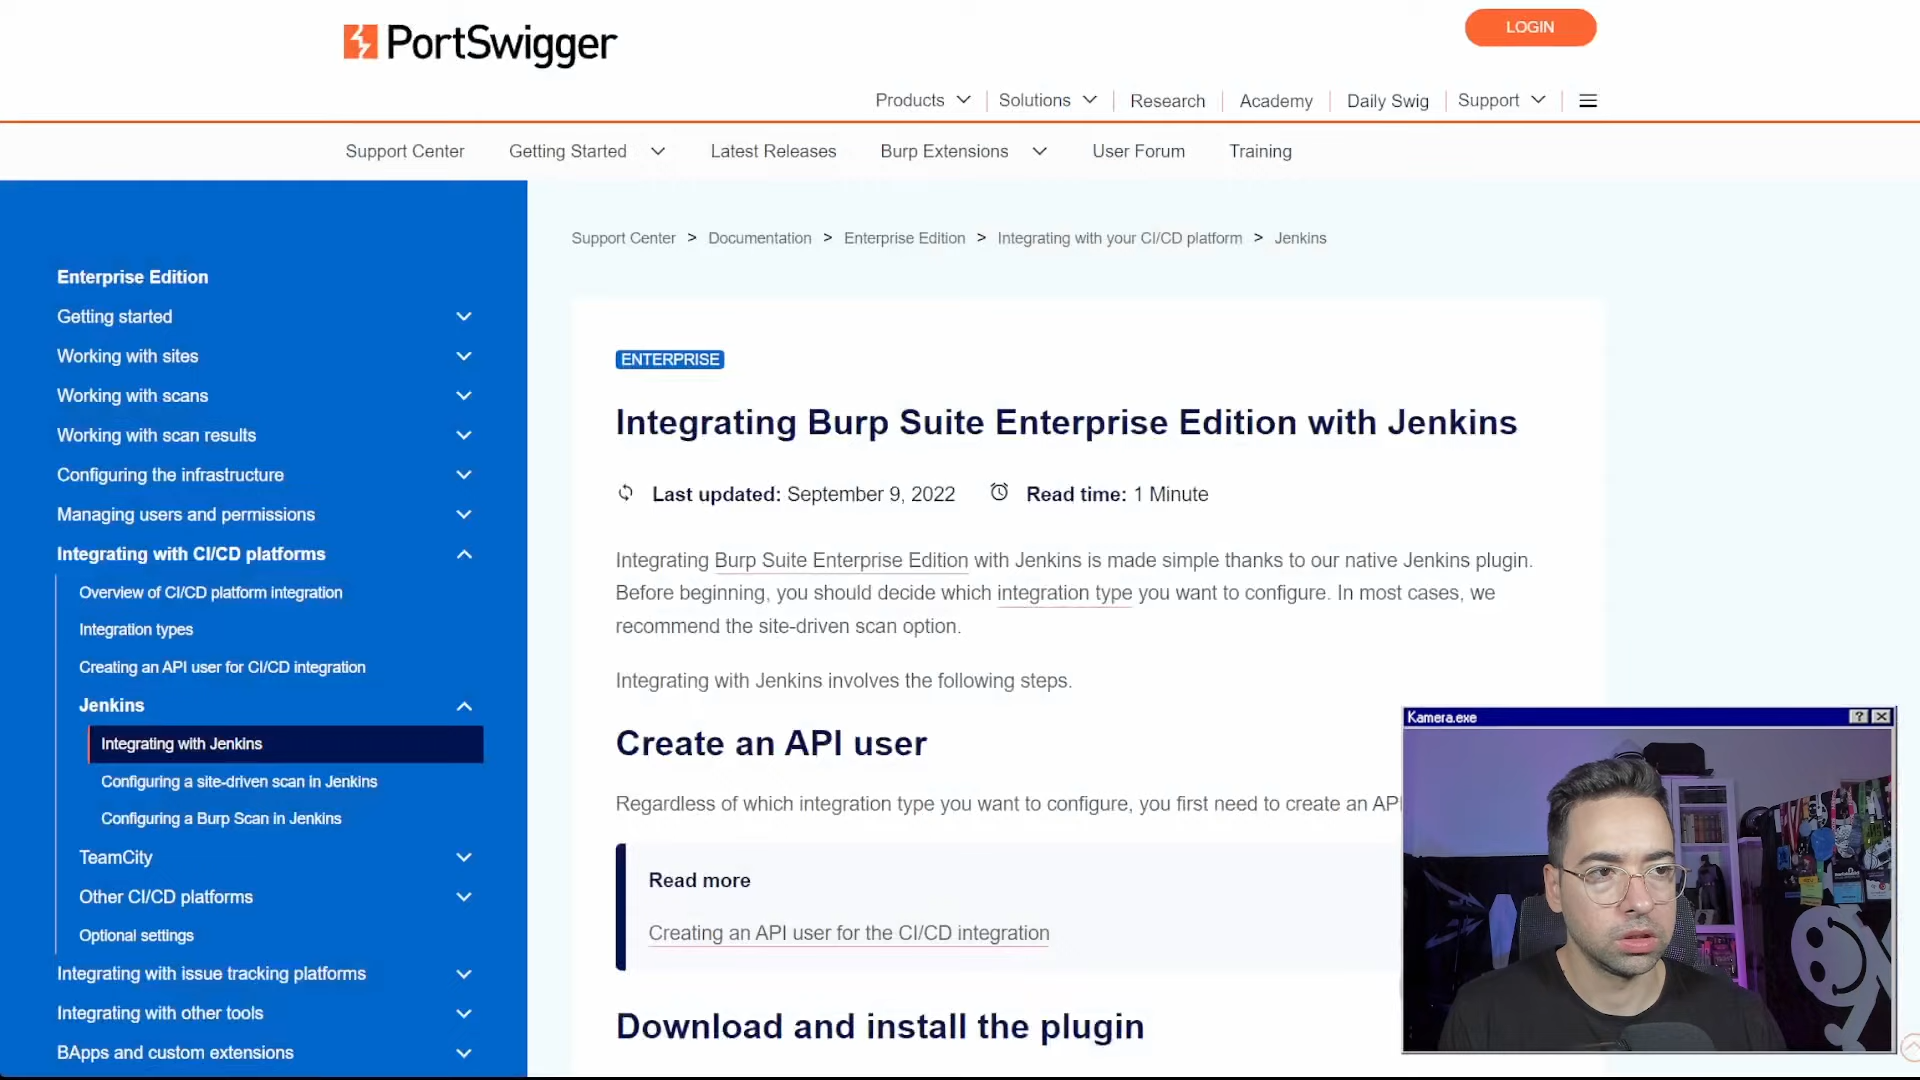 PortSwigger
LOGIN
Products
Solutions
Research
Academy
Daily Swig
Support
Support Center
Getting Started
Latest Releases
Burp Extensions
User Forum
Training
Enterprise Edition
Getting started
Working with sites
Working with scans
Working with scan results
Configuring the infrastructure
Managing users and permissions
Integrating with CI/CD platforms
Overview of CI/CD platform integration
Integration types
Creating an API user for CI/CD integration
Jenkins
Integrating with Jenkins
Configuring a site-driven scan in Jenkins
Configuring a Burp Scan in Jenkins
TeamCity
Other CI/CD platforms
Optional settings
Integrating with issue tracking platforms
Integrating with other tools
BApps and custom extensions
Support Center > Documentation > Enterprise Edition > Integrating with your CI/CD platform > Jenkins
ENTERPRISE
Integrating Burp Suite Enterprise Edition with Jenkins
Last updated: September 9, 2022 Read time: 1 Minute
Integrating Burp Suite Enterprise Edition with Jenkins is made simple thanks to our native Jenkins plugin.
Before beginning, you should decide which integration type you want to configure. In most cases, we
recommend the site-driven scan option.
Integrating with Jenkins involves the following steps.
Create an API user
Regardless of which integration type you want to configure, you first need to create an API
Read more
Creating an API user for the CI/CD integration
Download and install the plugin
Kamera.exe